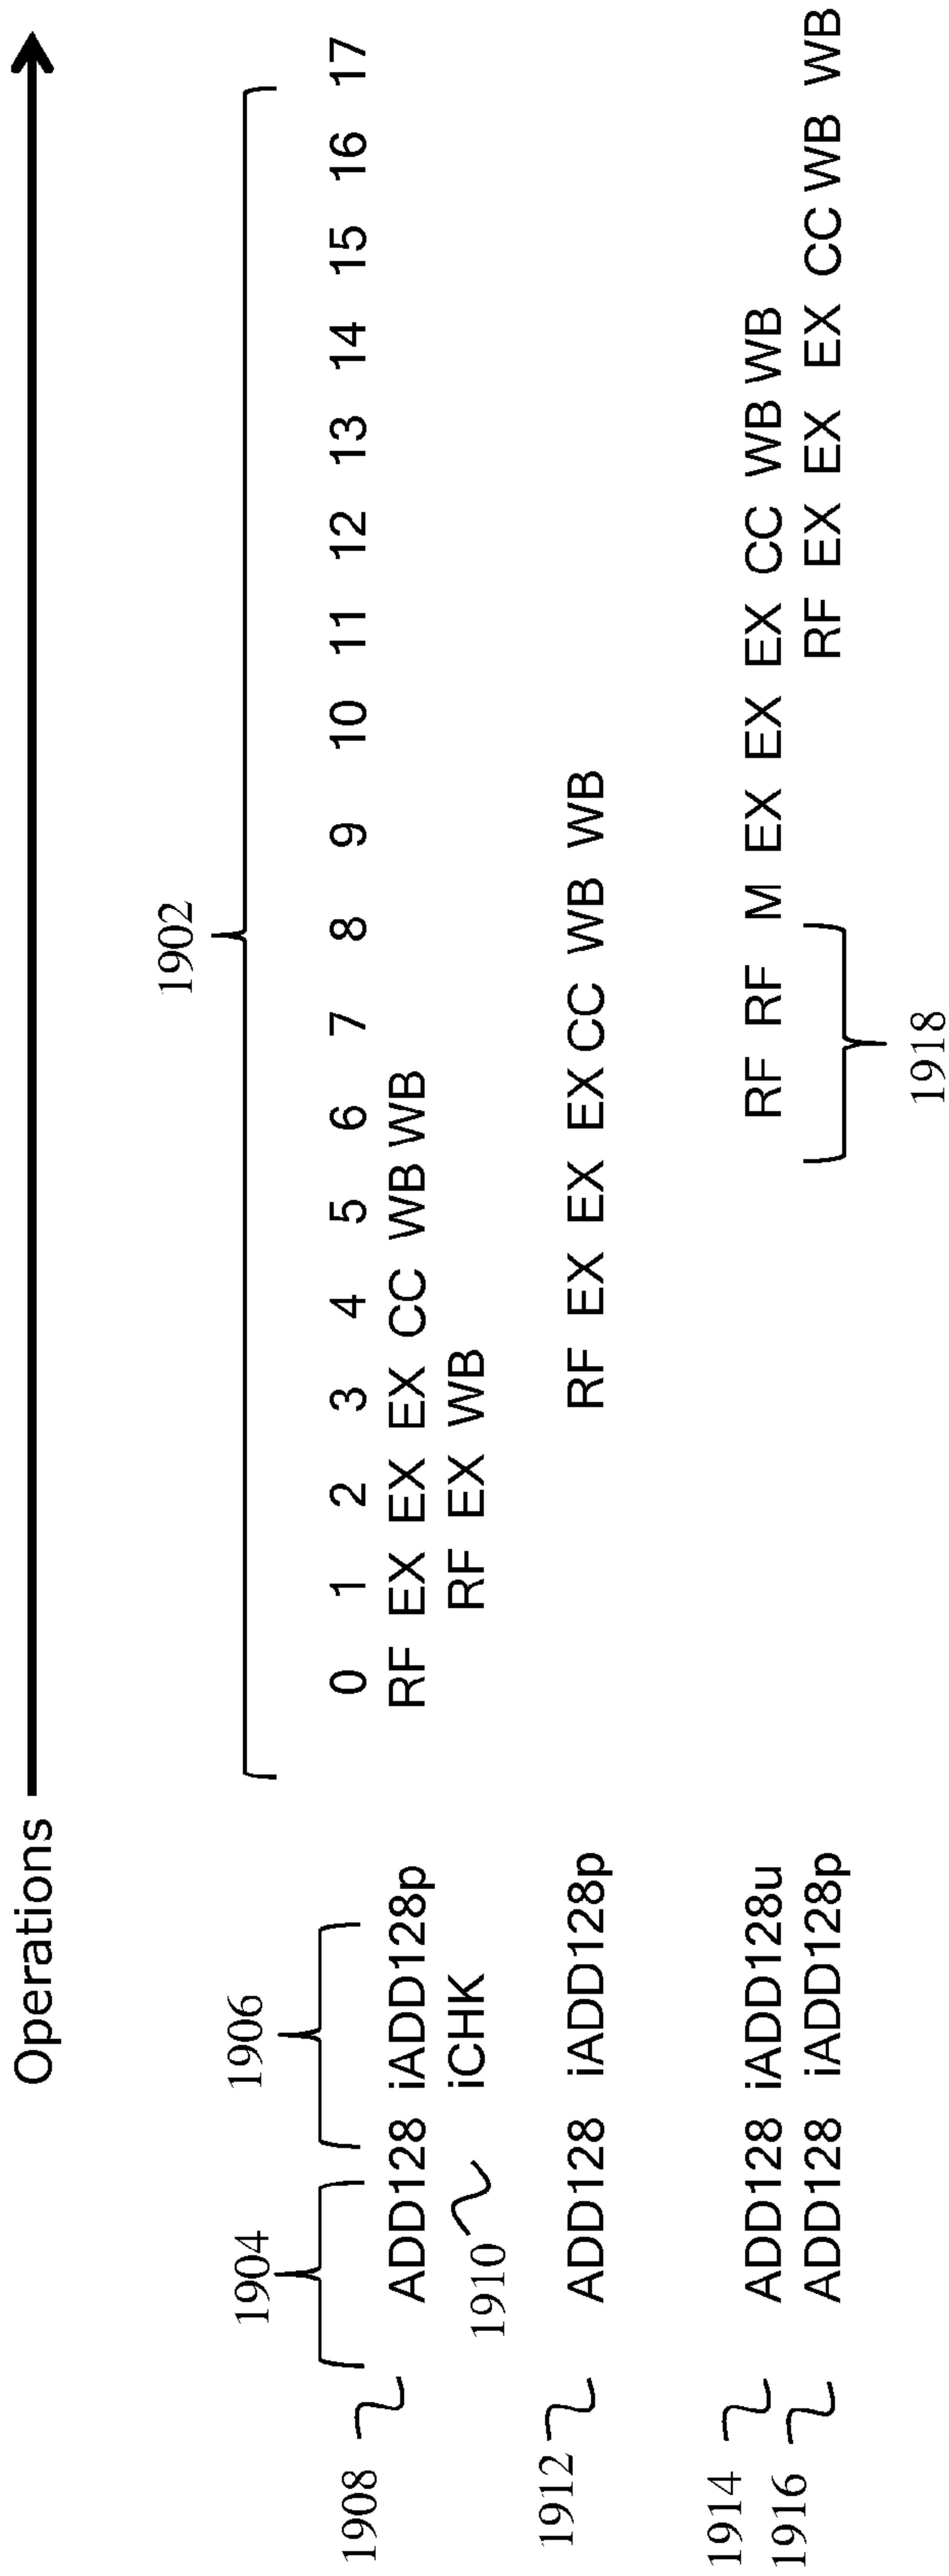 Operations
1902
1904 1906
0 1 2 3 4 5 6 7 8 9 10 11 12 13 14 15 16 17
1908 ADD128 iADD128p RF EX EX EX CC WB WB
1910 iCHK RF EX WB
1912 ADD128 iADD128p RF EX EX EX CC WB WB
1914 ADD128 iADD128u RF RF M EX EX EX CC WB WB
1916 ADD128 iADD128p RF EX EX EX CC WB WB
1918